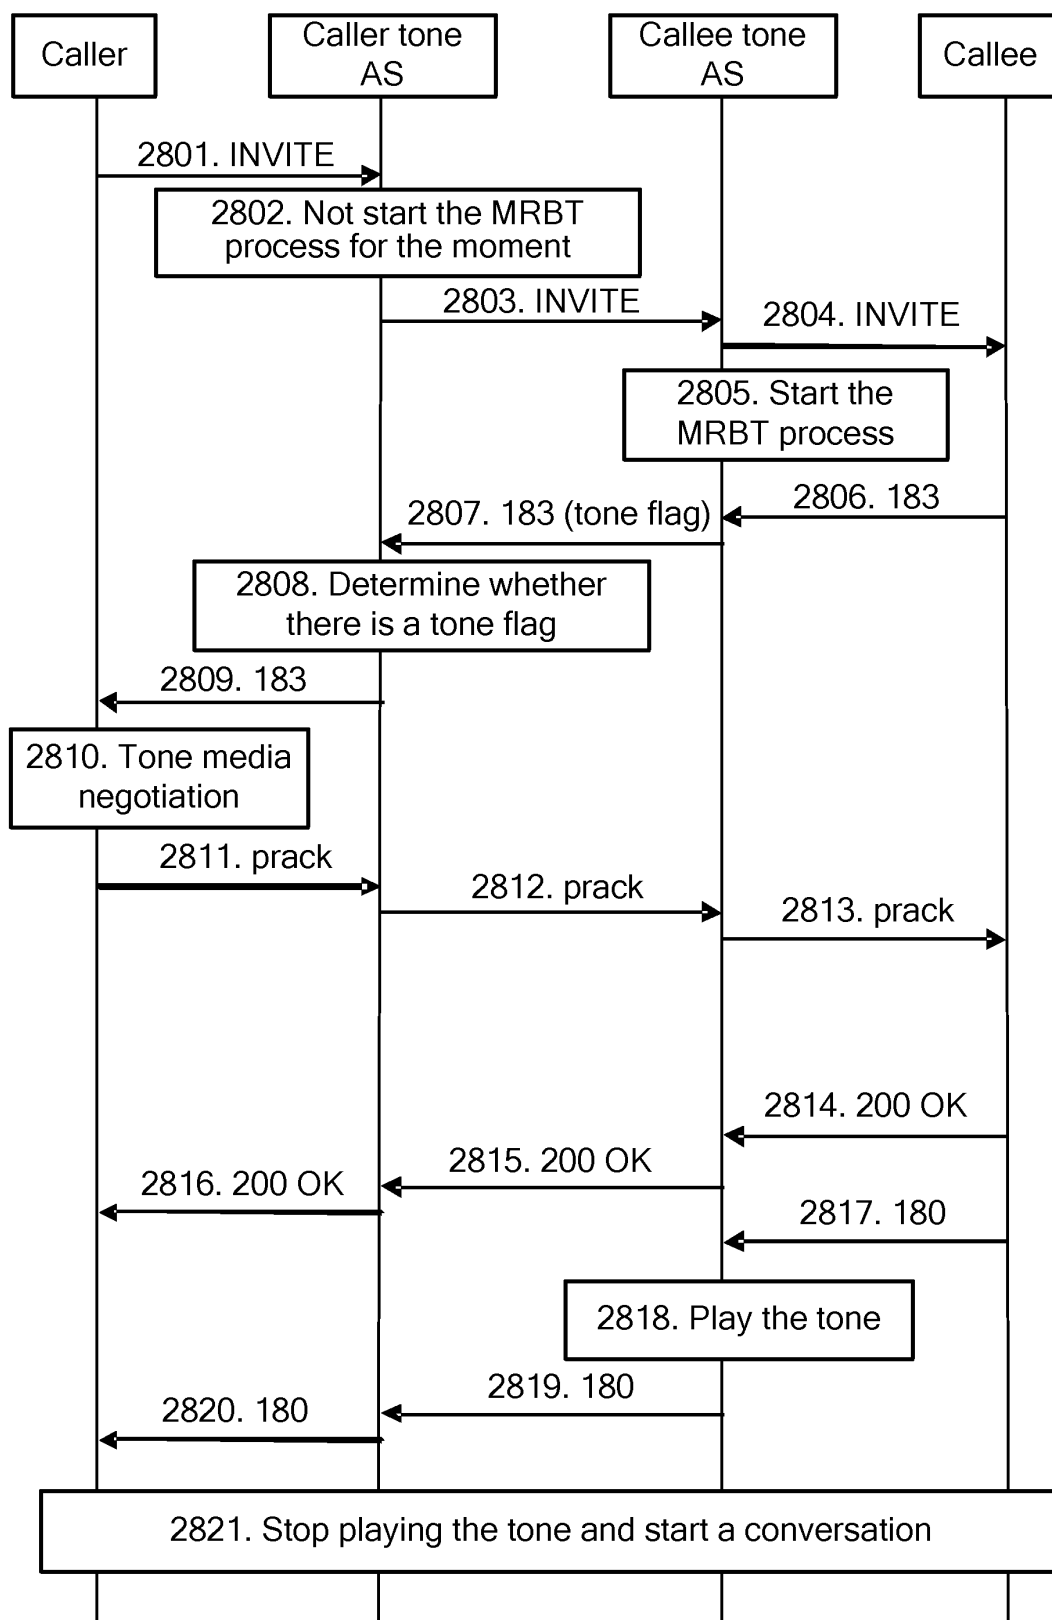 Caller
Caller tone
AS
Callee tone
AS
Callee
2801. INVITE
2802. Not start the MRBT
process for the moment
2803. INVITE
2804. INVITE
2805. Start the
MRBT process
2806. 183
2807. 183 (tone flag)
2808. Determine whether
there is a tone flag
2809. 183
2810. Tone media
negotiation
2811. prack
2812. prack
2813. prack
2814. 200 OK
2815. 200 OK
2816. 200 OK
2817. 180
2818. Play the tone
2819. 180
2820. 180
2821. Stop playing the tone and start a conversation